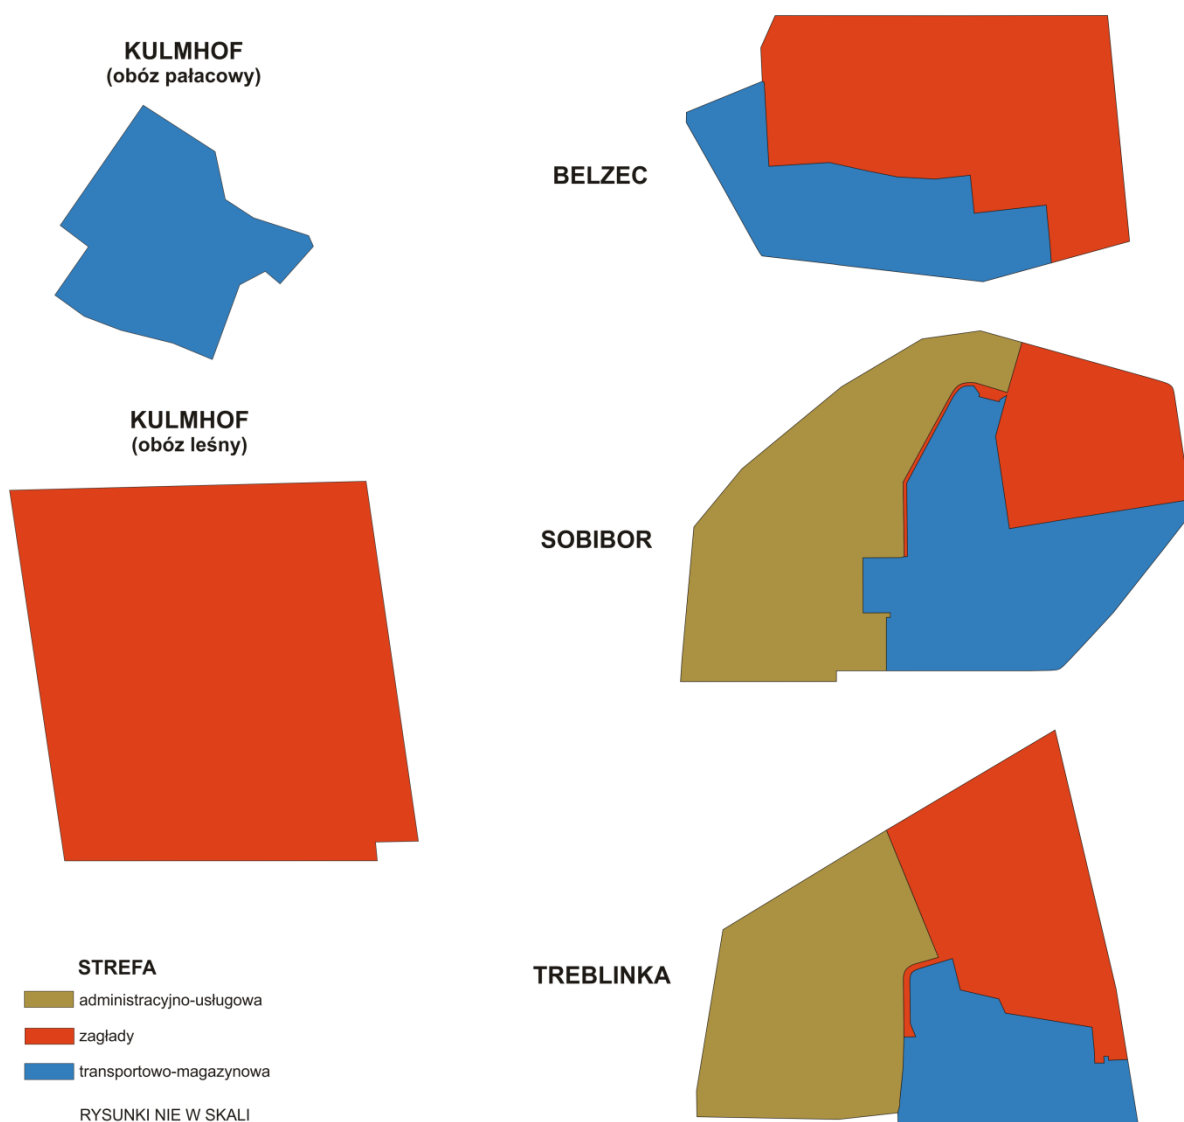 KULMHOF
(obóz pałacowy)
BELZEC
KULMHOF
(obóz leśny)
SOBIBOR
TREBLINKA
STREFA
administracyjno-usługowa
zagłady
transportowo-magazynowa
RYSUNKI NIE W SKALI